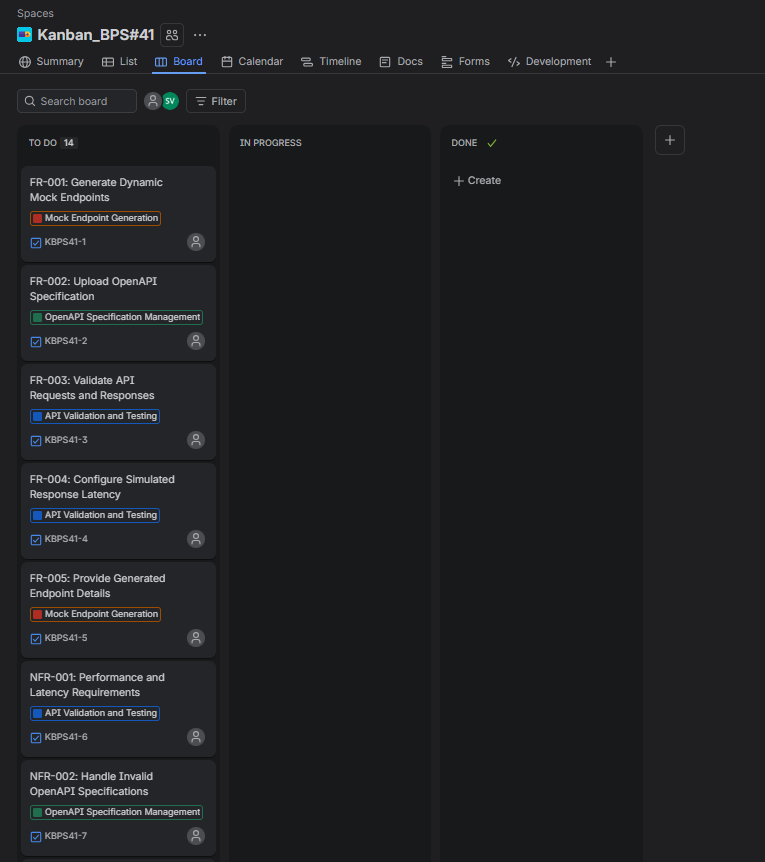 Spaces
Kanban_BPS#41
Summary List Board Calendar Timeline Docs Forms Development
Search board SV Filter
TO DO 14
FR-001: Generate Dynamic
Mock Endpoints
Mock Endpoint Generation
KBPS41-1
FR-002: Upload OpenAPI
Specification
OpenAPI Specification Management
KBPS41-2
FR-003: Validate API
Requests and Responses
API Validation and Testing
KBPS41-3
FR-004: Configure Simulated
Response Latency
API Validation and Testing
KBPS41-4
FR-005: Provide Generated
Endpoint Details
Mock Endpoint Generation
KBPS41-5
NFR-001: Performance and
Latency Requirements
API Validation and Testing
KBPS41-6
NFR-002: Handle Invalid
OpenAPI Specifications
OpenAPI Specification Management
KBPS41-7
IN PROGRESS
DONE
Create